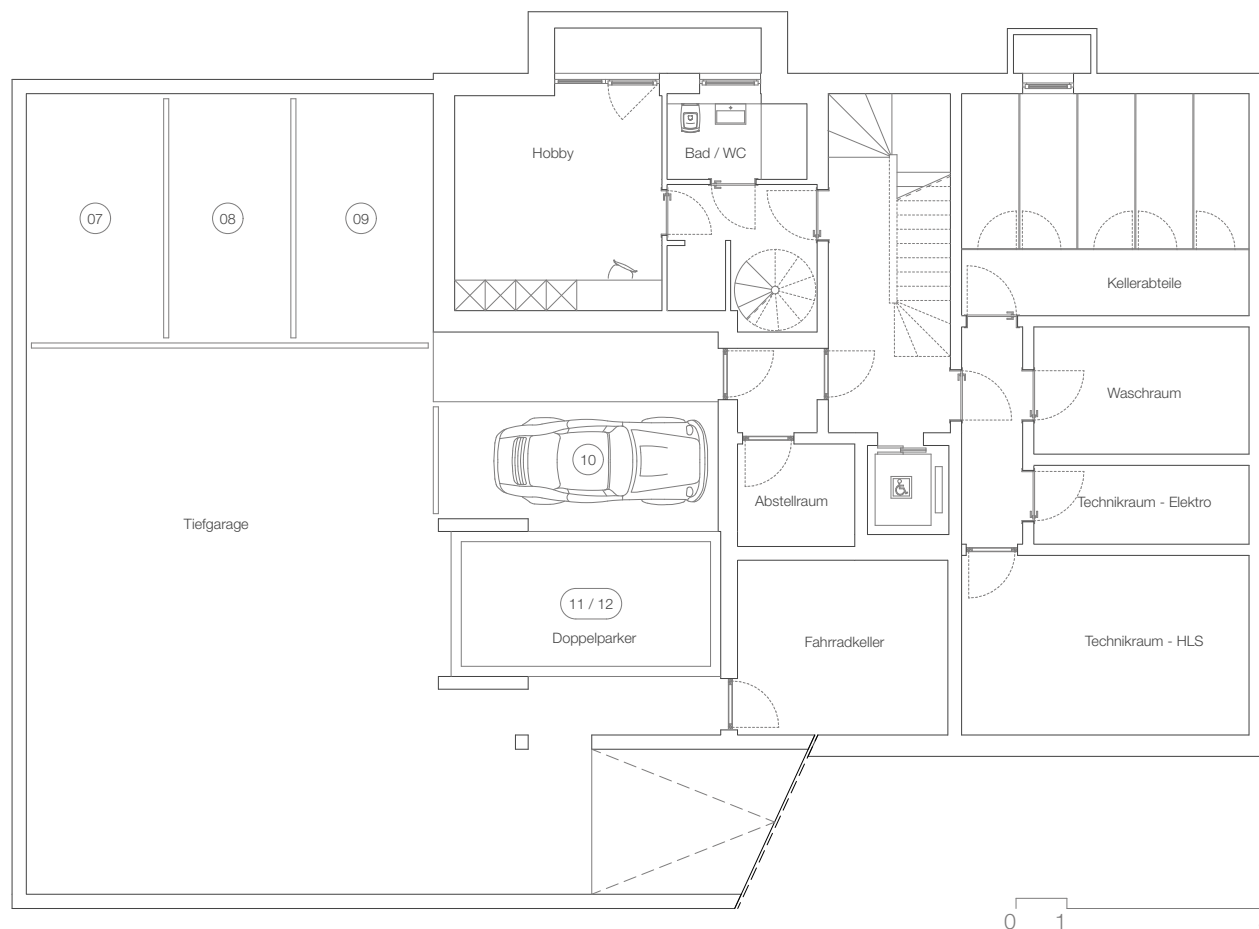 Hobby
Bad / WC
07
08
09
Kellerabteile
Waschraum
10
Abstellraum
Technikraum - Elektro
Tiefgarage
11 / 12
Doppelparker
Fahrradkeller
Technikraum - HLS
0 1